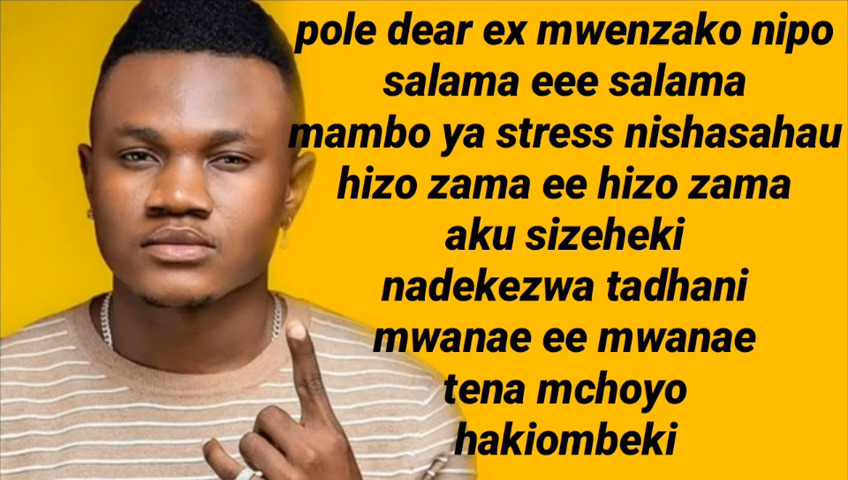 pole dear ex mwenzako nipo
salama eee salama
mambo ya stress nishasahau
hizo zama ee hizo zama
aku sizeheki
nadekezwa tadhani
mwanae ee mwanae
tena mchoyo
hakiombeki